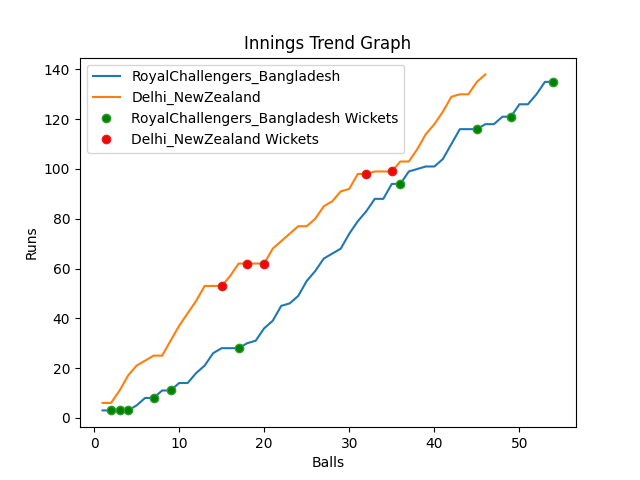 Innings Trend Graph
RoyalChallengers_Bangladesh
Delhi_NewZealand
RoyalChallengers_Bangladesh Wickets
Delhi_NewZealand Wickets
Runs
140
120
100
80
60
40
20
0
0 10 20 30 40 50
Balls